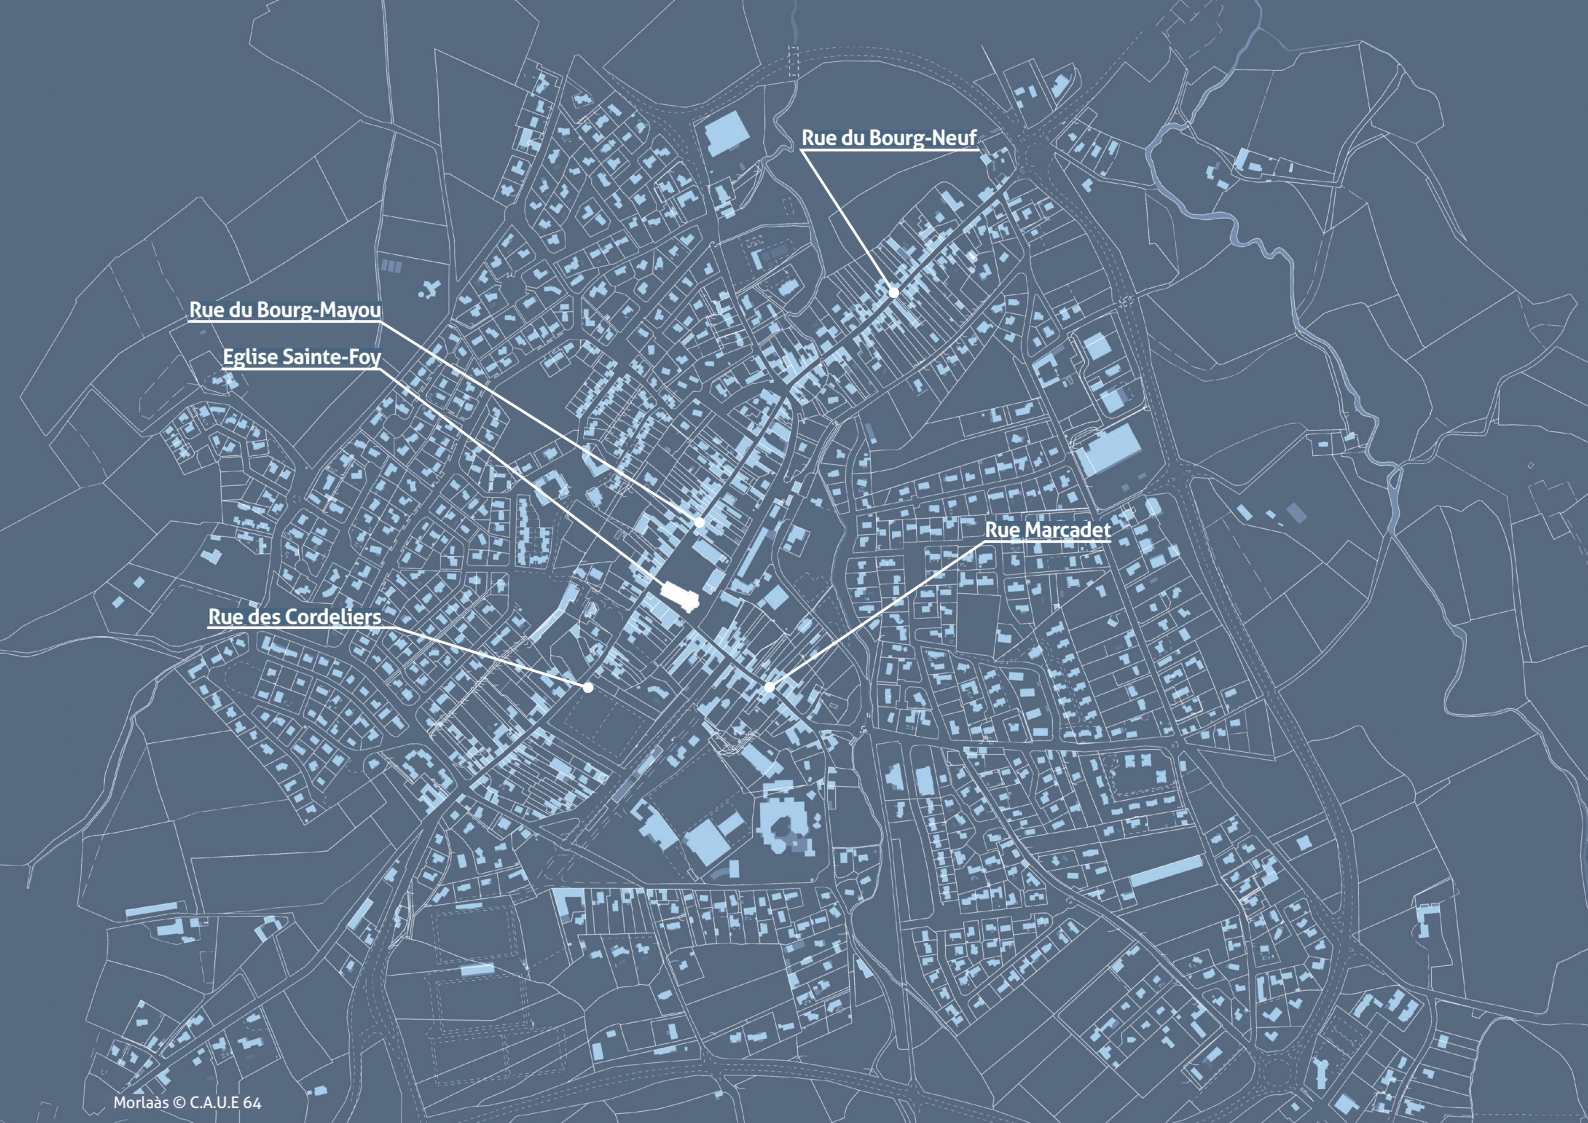 Rue du Bourg-Neuf
Rue du Bourg-Mayou
Eglise Sainte-Foy
Rue Marcadet
Rue des Cordeliers
Morlaàs © C.A.U.E 64